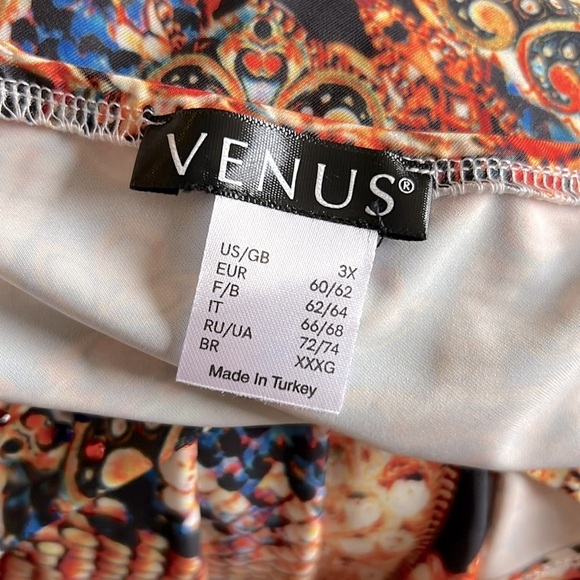 VENUS®
US/GB 3X
EUR 60/62
F/B 62/64
IT 66/68
RU/UA 72/74
BR XXXG
Made In Turkey